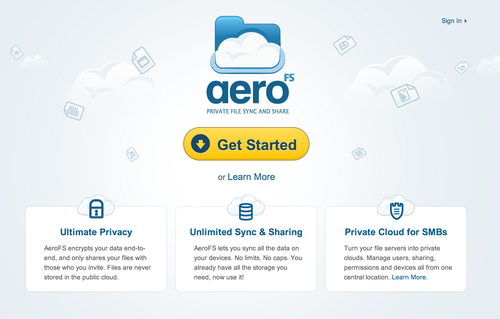 Sign In
aeroFS
PRIVATE FILE SYNC AND SHARE
Get Started
or Learn More
Ultimate Privacy
AeroFS encrypts your data end-to-
end, and only shares your files with
those who you invite. Files are never
stored in the public cloud.
Unlimited Sync & Sharing
AeroFS lets you sync all the data on
your devices. No limits. No caps. You
already have all the storage you
need, now use it!
Private Cloud for SMBs
Turn your file servers into private
clouds. Manage users, sharing,
permissions and devices all from one
central location. Learn More.